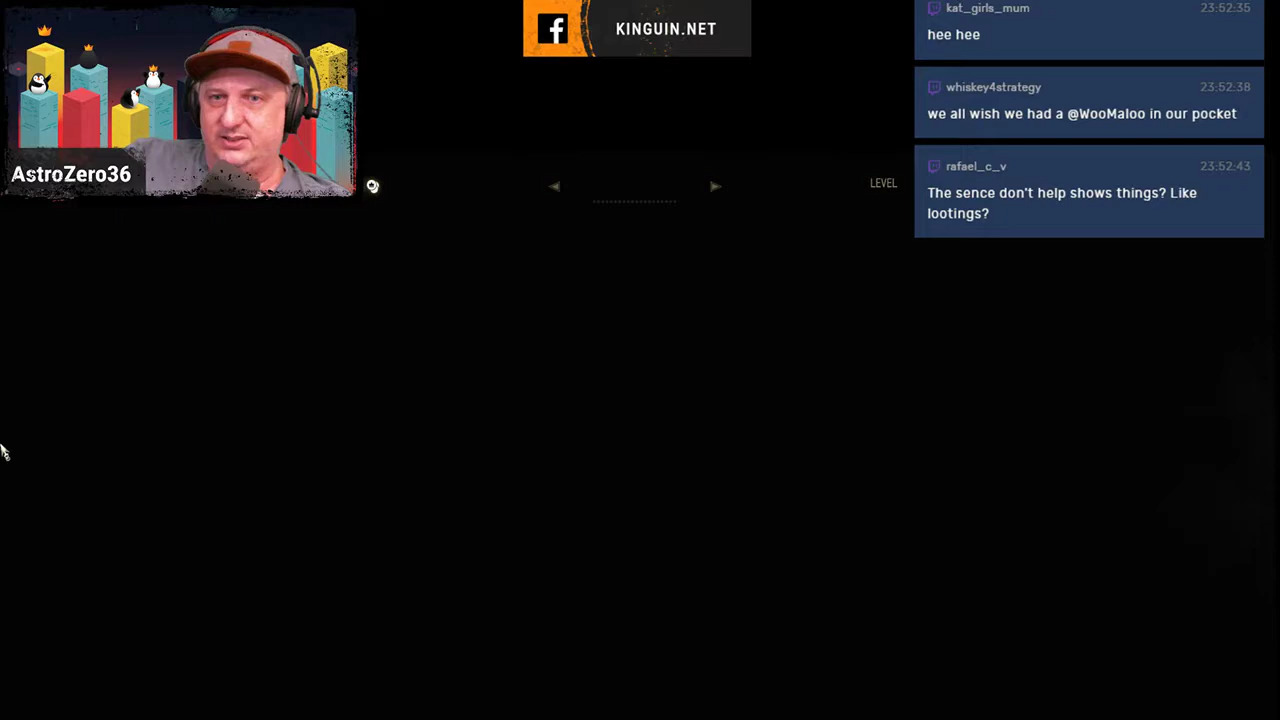 KINGUIN.NET
AstroZero36
LEVEL
kat_girls_mum 23:52:35
hee hee
whiskey4strategy 23:52:38
we all wish we had a @WooMaloo in our pocket
rafael_c_v 23:52:43
The sence don't help shows things? Like
lootings?